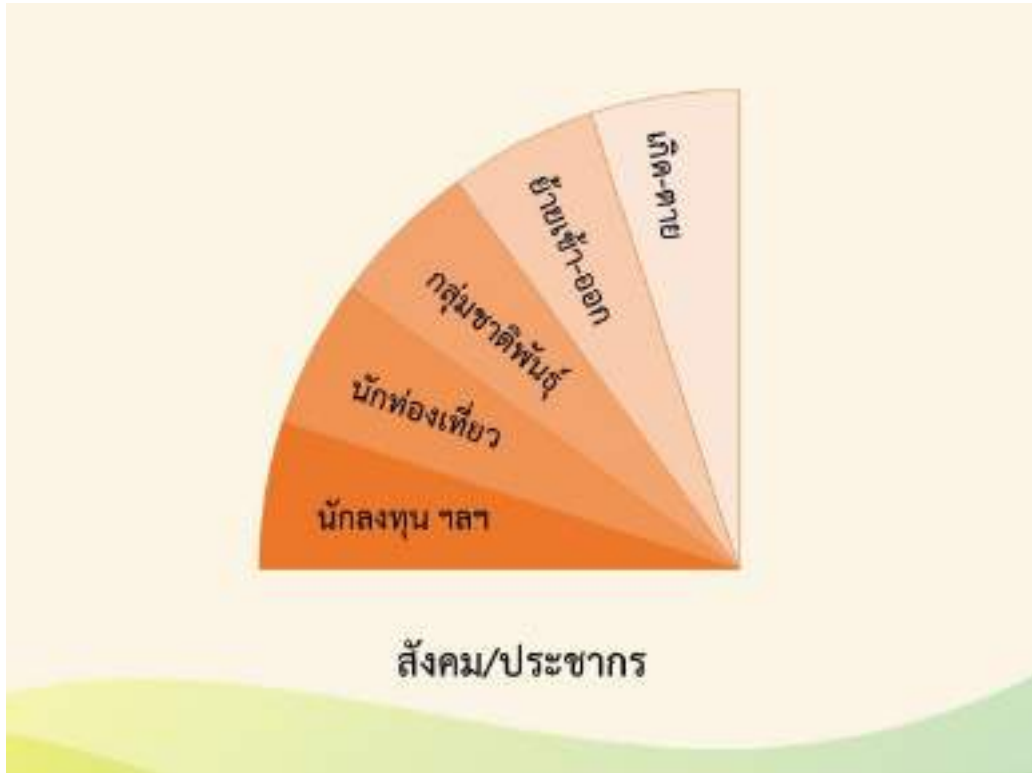 เกิด-ตาย
ย้ายเข้า-ออก
กลุ่มชาติพันธุ์
นักท่องเที่ยว
นักลงทุน ฯลฯ
สังคม/ประชากร